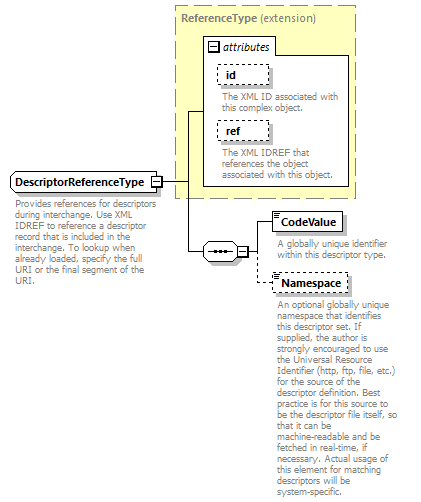 ReferenceType (extension)
attributes
id
The XML ID associated with
this complex object.
ref
The XML IDREF that
references the object
associated with this object.
DescriptorReferenceType
Provides references for descriptors
during interchange. Use XML
IDREF to reference a descriptor
record that is included in the
interchange. To lookup when
already loaded, specify the full
URI or the final segment of the
URI.
CodeValue
A globally unique identifier
within this descriptor type.
Namespace
An optional globally unique
namespace that identifies
this descriptor set. If
supplied, the author is
strongly encouraged to use
the Universal Resource
Identifier (http, ftp, file, etc.)
for the source of the
descriptor definition. Best
practice is for this source to
be the descriptor file itself, so
that it can be
machine-readable and be
fetched in real-time, if
necessary. Actual usage of
this element for matching
descriptors will be
system-specific.